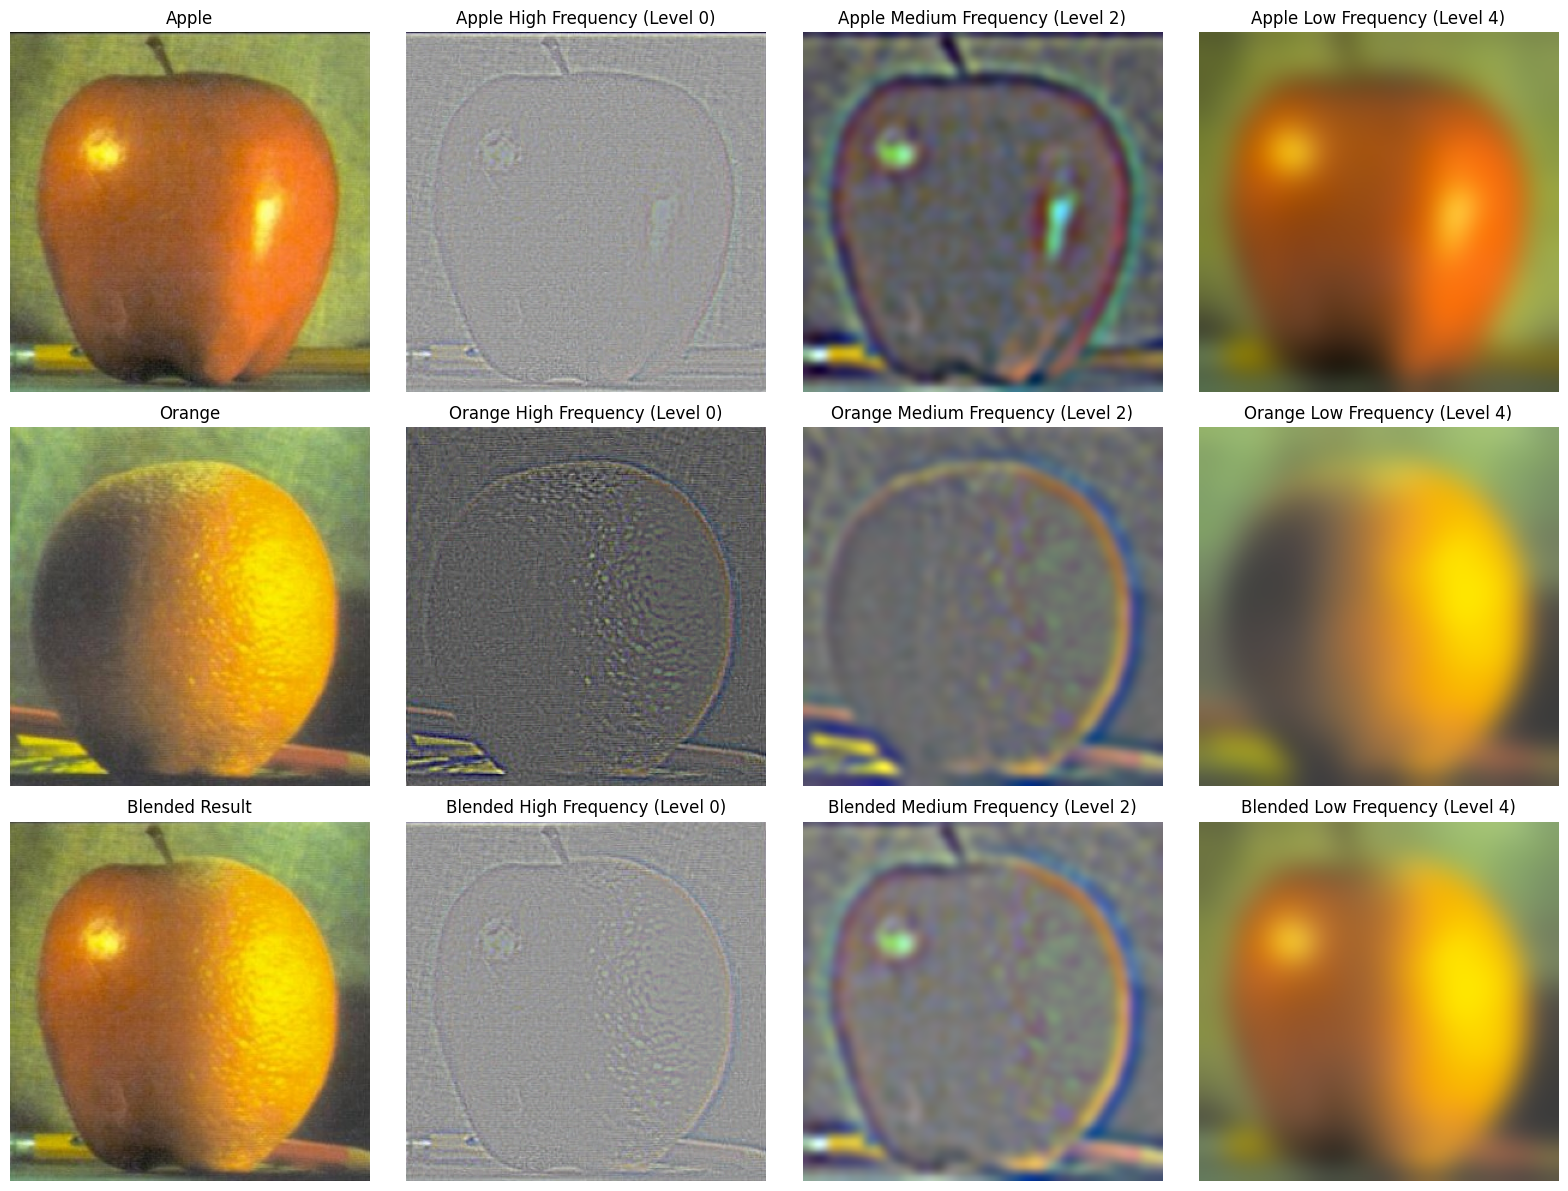 Apple
Apple High Frequency (Level 0)
Apple Medium Frequency (Level 2)
Apple Low Frequency (Level 4)
Orange
Orange High Frequency (Level 0)
Orange Medium Frequency (Level 2)
Orange Low Frequency (Level 4)
Blended Result
Blended High Frequency (Level 0)
Blended Medium Frequency (Level 2)
Blended Low Frequency (Level 4)